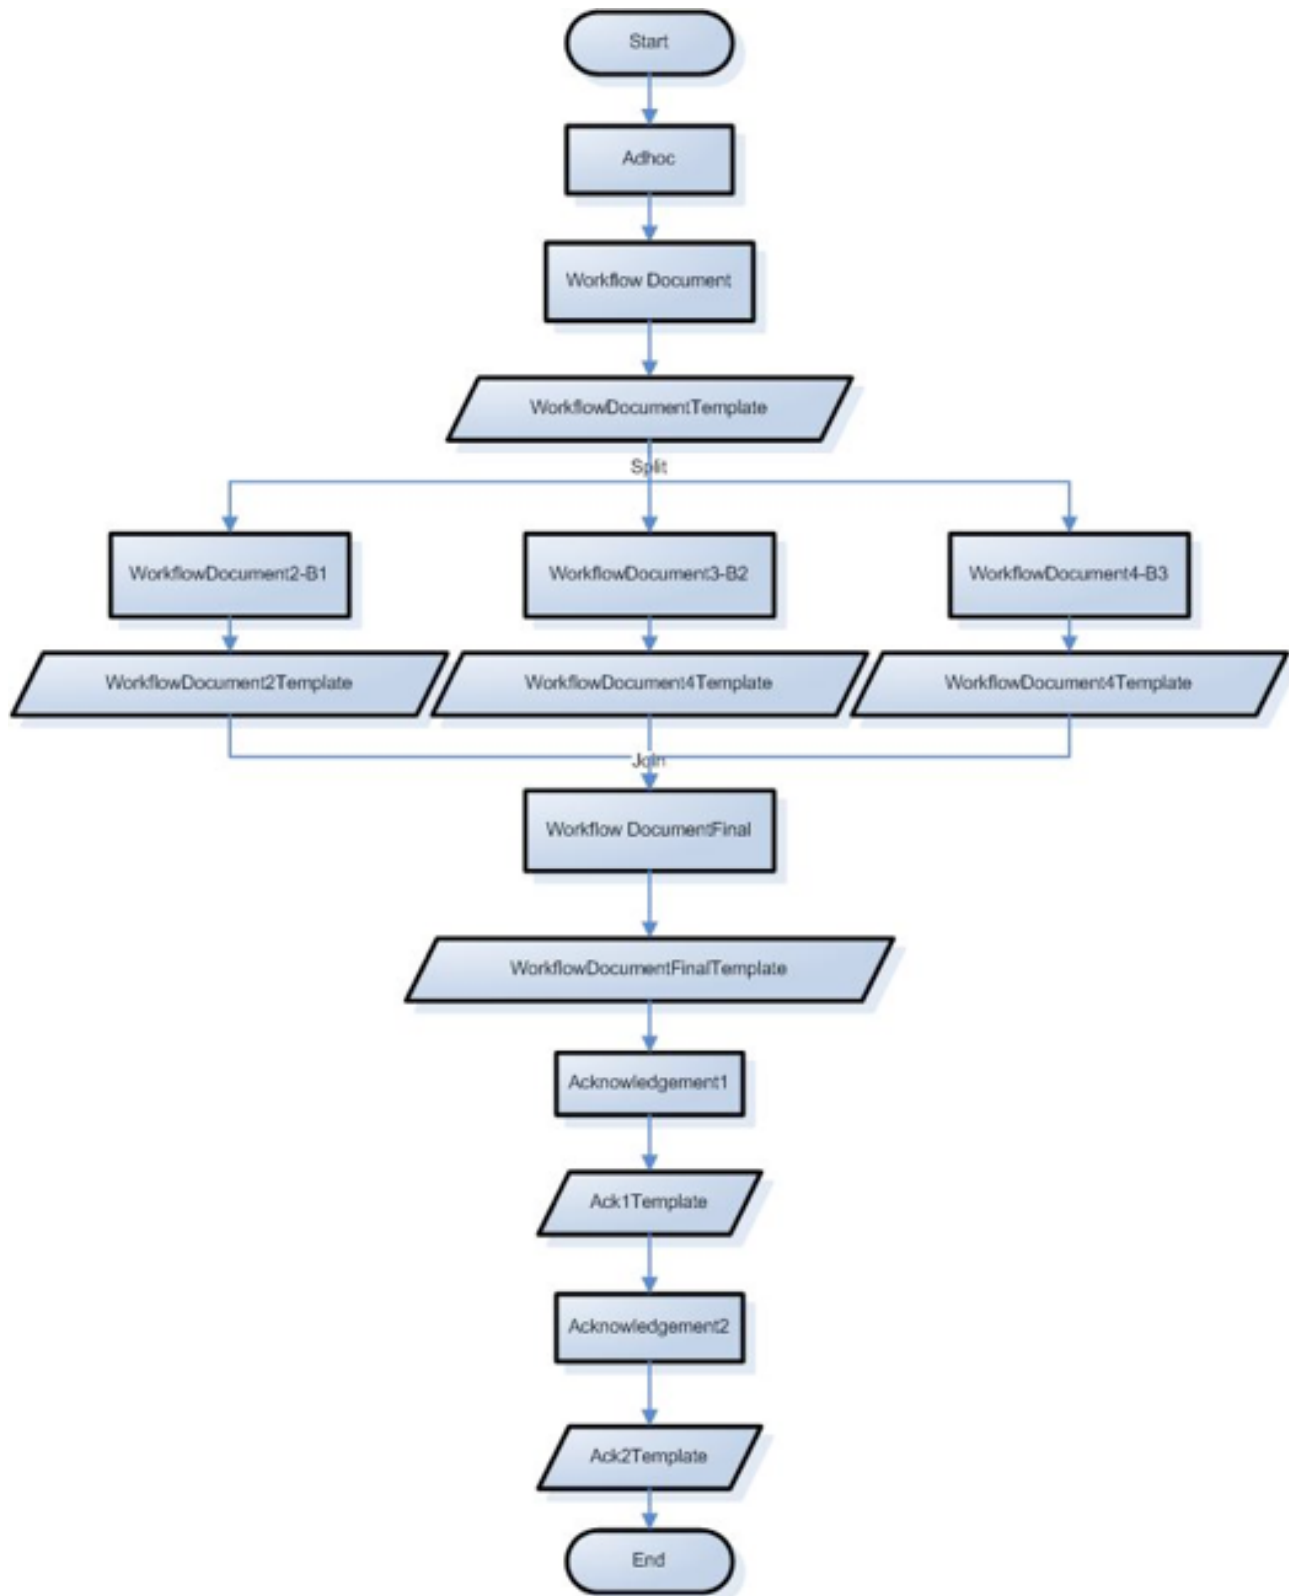 Start
Adhoc
Workflow Document
WorkflowDocumentTemplate
Split
WorkflowDocument2-B1
WorkflowDocument3-B2
WorkflowDocument4-B3
WorkflowDocument2Template
WorkflowDocument4Template
WorkflowDocument4Template
Join
Workflow DocumentFinal
WorkflowDocumentFinalTemplate
Acknowledgement1
Ack1Template
Acknowledgement2
Ack2Template
End